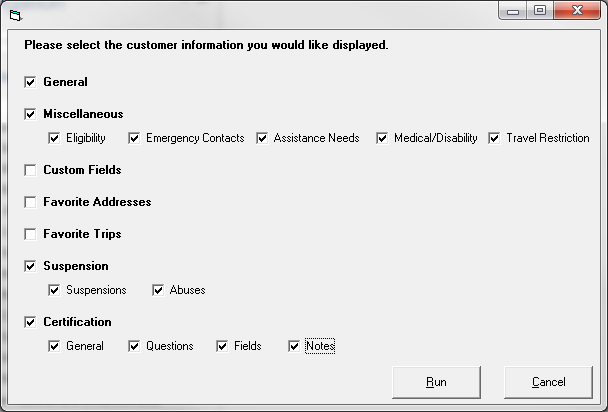 Please select the customer information you would like displayed.
General
Miscellaneous
Eligibility Emergency Contacts Assistance Needs Medical/Disability Travel Restriction
Custom Fields
Favorite Addresses
Favorite Trips
Suspension
Suspensions Abuses
Certification
General Questions Fields Notes
Run Cancel